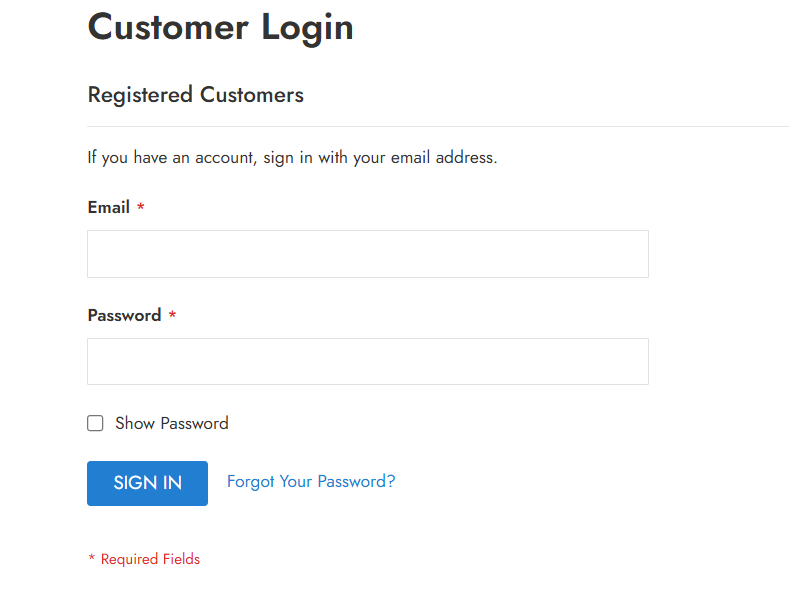 Customer Login
Registered Customers
If you have an account, sign in with your email address.
Email *
Password *
Show Password
SIGN IN Forgot Your Password?
* Required Fields